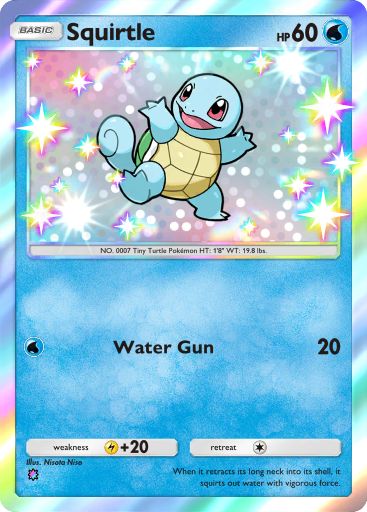 BASIC Squirtle HP 60
NO. 0007 Tiny Turtle Pokémon HT: 1'8" WT: 19.8 lbs.
Water Gun 20
weakness +20 retreat
Illus. Nisota Niso
When it retracts its long neck into its shell, it
squirts out water with vigorous force.